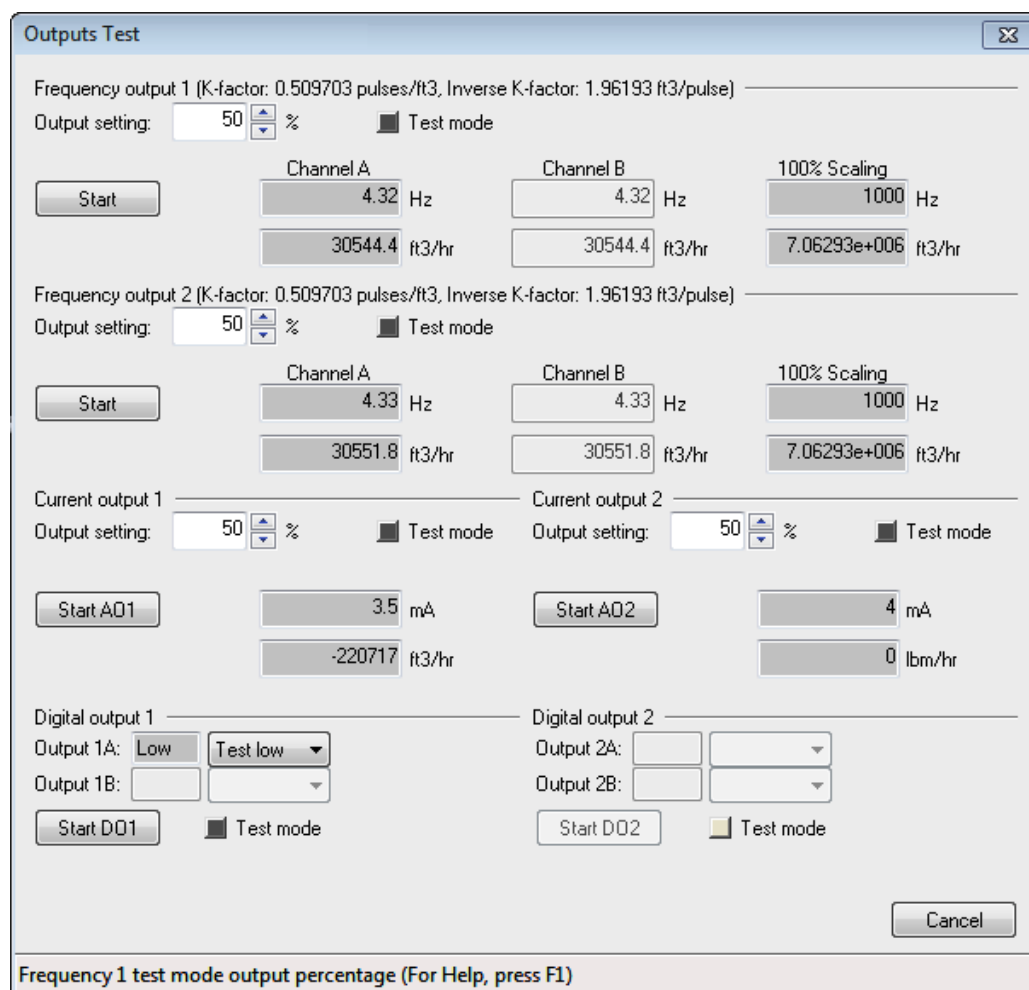 Outputs Test
Frequency output 1 (K-factor: 0.509703 pulses/ft3, Inverse K-factor: 1.96193 ft3/pulse)
Output setting: 50 % Test mode
Channel A Channel B 100% Scaling
Start 4.32 Hz 4.32 Hz 1000 Hz
30544.4 ft3/hr 30544.4 ft3/hr 7.06293e+006 ft3/hr
Frequency output 2 (K-factor: 0.509703 pulses/ft3, Inverse K-factor: 1.96193 ft3/pulse)
Output setting: 50 % Test mode
Channel A Channel B 100% Scaling
Start 4.33 Hz 4.33 Hz 1000 Hz
30551.8 ft3/hr 30551.8 ft3/hr 7.06293e+006 ft3/hr
Current output 1 Current output 2
Output setting: 50 % Test mode Output setting: 50 % Test mode
Start AO1 3.5 mA Start AO2 4 mA
-220717 ft3/hr 0 lbm/hr
Digital output 1 Digital output 2
Output 1A: Low Test low Output 2A:
Output 1B: Output 2B:
Start DO1 Test mode Start DO2 Test mode
Cancel
Frequency 1 test mode output percentage (For Help, press F1)